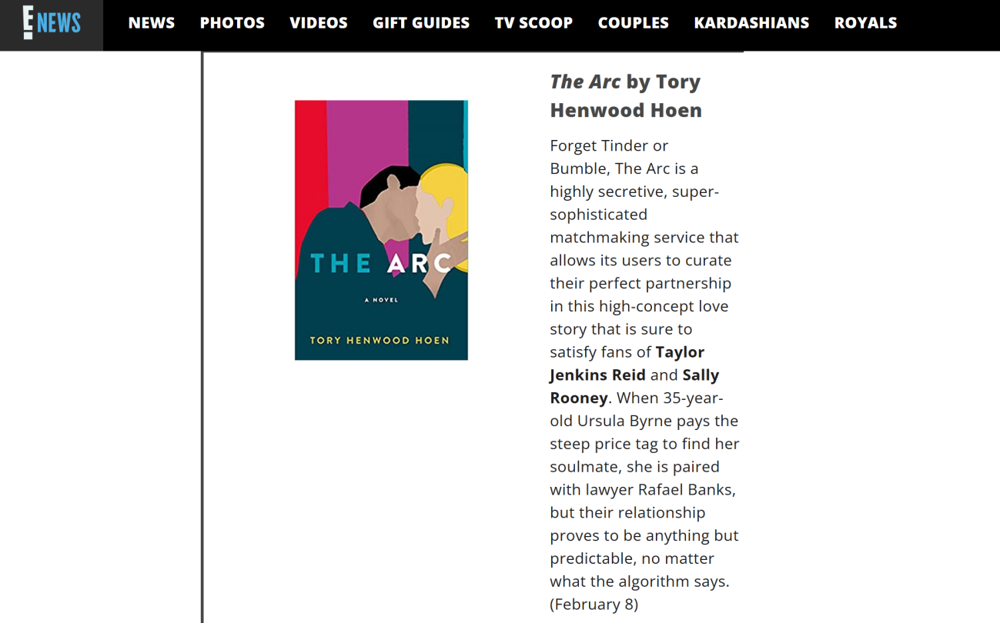 E! NEWS
NEWS PHOTOS VIDEOS GIFT GUIDES TV SCOOP COUPLES KARDASHIANS ROYALS
THE ARC
A NOVEL
TORY HENWOOD HOEN
The Arc by Tory
Henwood Hoen
Forget Tinder or
Bumble, The Arc is a
highly secretive, super-
sophisticated
matchmaking service that
allows its users to curate
their perfect partnership
in this high-concept love
story that is sure to
satisfy fans of Taylor
Jenkins Reid and Sally
Rooney. When 35-year-
old Ursula Byrne pays the
steep price tag to find her
soulmate, she is paired
with lawyer Rafael Banks,
but their relationship
proves to be anything but
predictable, no matter
what the algorithm says.
(February 8)